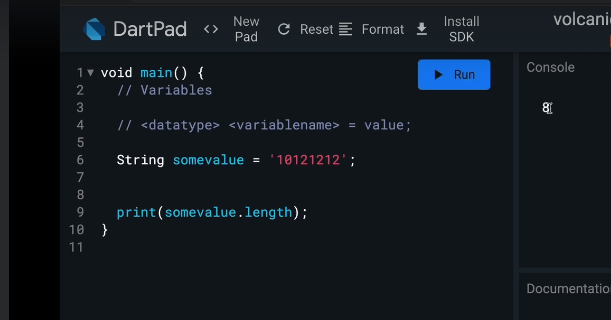 DartPad <> New Pad Reset Format Install SDK
volcani
1 void main() {
2 // Variables
3
4 // <datatype> <variablename> = value;
5
6 String somevalue = '10121212';
7
8
9 print(somevalue.length);
10 }
11
Run
Console
8
Documentatio